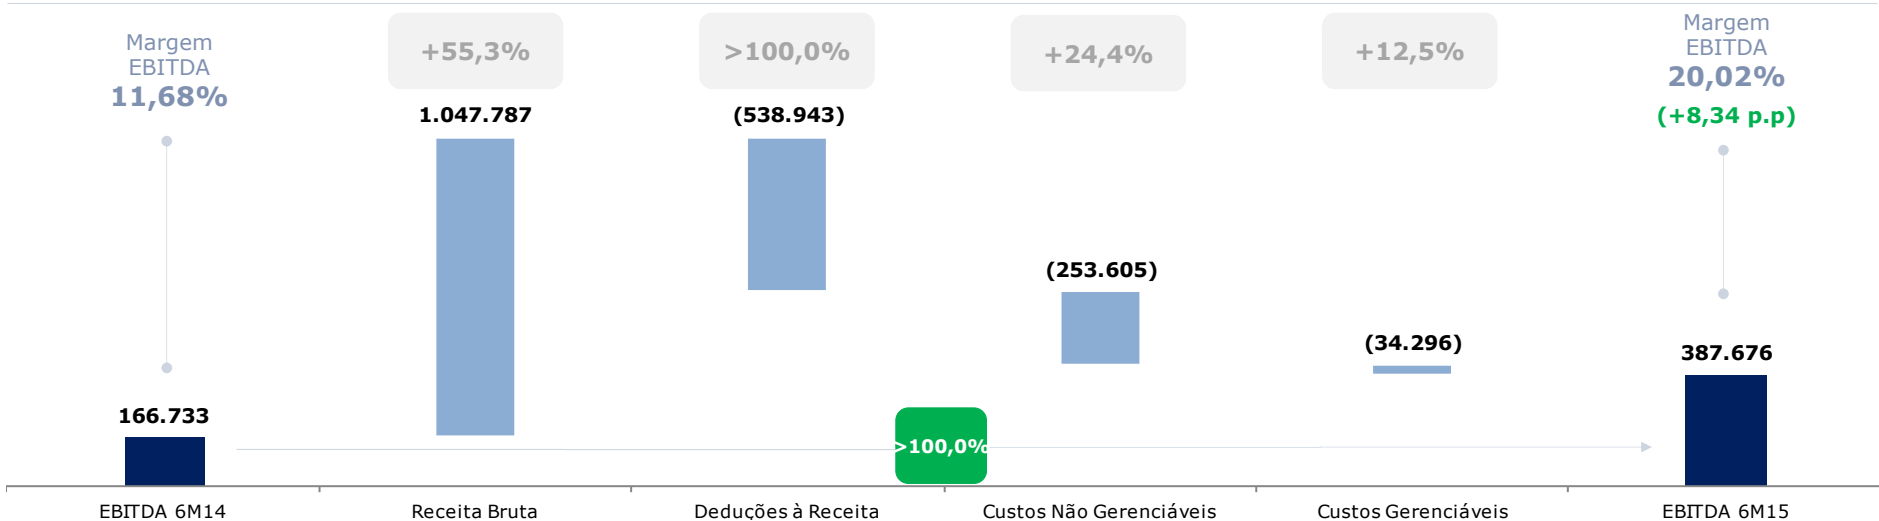 Margem
EBITDA
11,68%
+55,3%
>100,0%
+24,4%
+12,5%
Margem
EBITDA
20,02%
(+8,34 p.p)
1.047.787
(538.943)
(253.605)
(34.296)
387.676
166.733
>100,0%
EBITDA 6M14
Receita Bruta
Deduções à Receita
Custos Não Gerenciáveis
Custos Gerenciáveis
EBITDA 6M15